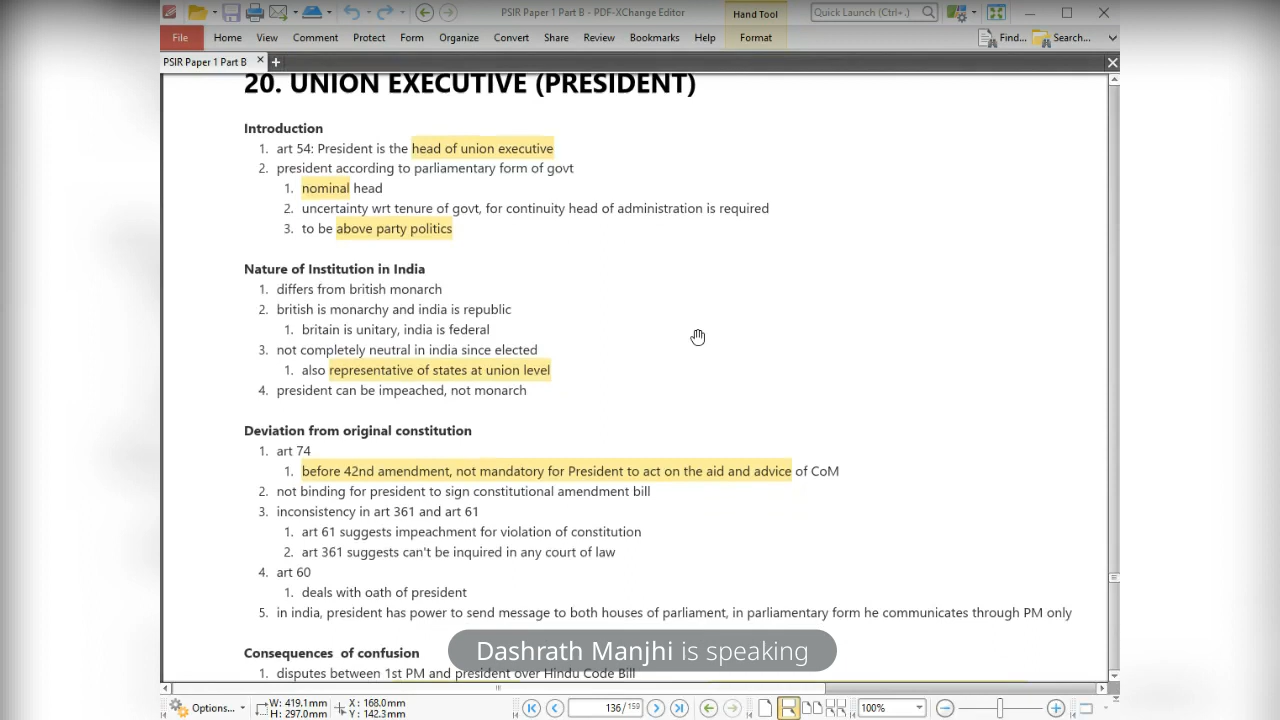 PSIR Paper 1 Part B - PDF-XChange Editor
Hand Tool
Quick Launch (Ctrl+.)
File
Home
View
Comment
Protect
Form
Organize
Convert
Share
Review
Bookmarks
Help
Format
Find...
Search...
PSIR Paper 1 Part B
20. UNION EXECUTIVE (PRESIDENT)
Introduction
1. art 54: President is the head of union executive
2. president according to parliamentary form of govt
1. nominal head
2. uncertainty wrt tenure of govt, for continuity head of administration is required
3. to be above party politics
Nature of Institution in India
1. differs from british monarch
2. british is monarchy and india is republic
1. britain is unitary, india is federal
3. not completely neutral in india since elected
1. also representative of states at union level
4. president can be impeached, not monarch
Deviation from original constitution
1. art 74
1. before 42nd amendment, not mandatory for President to act on the aid and advice of CoM
2. not binding for president to sign constitutional amendment bill
3. inconsistency in art 361 and art 61
1. art 61 suggests impeachment for violation of constitution
2. art 361 suggests can't be inquired in any court of law
4. art 60
1. deals with oath of president
5. in india, president has power to send message to both houses of parliament, in parliamentary form he communicates through PM only
Consequences of confusion
Dashrath Manjhi is speaking
1. disputes between 1st PM and president over Hindu Code Bill
Options...
W: 419.1mm
H: 297.0mm
X: 168.0mm
Y: 142.3mm
136 / 159
100%